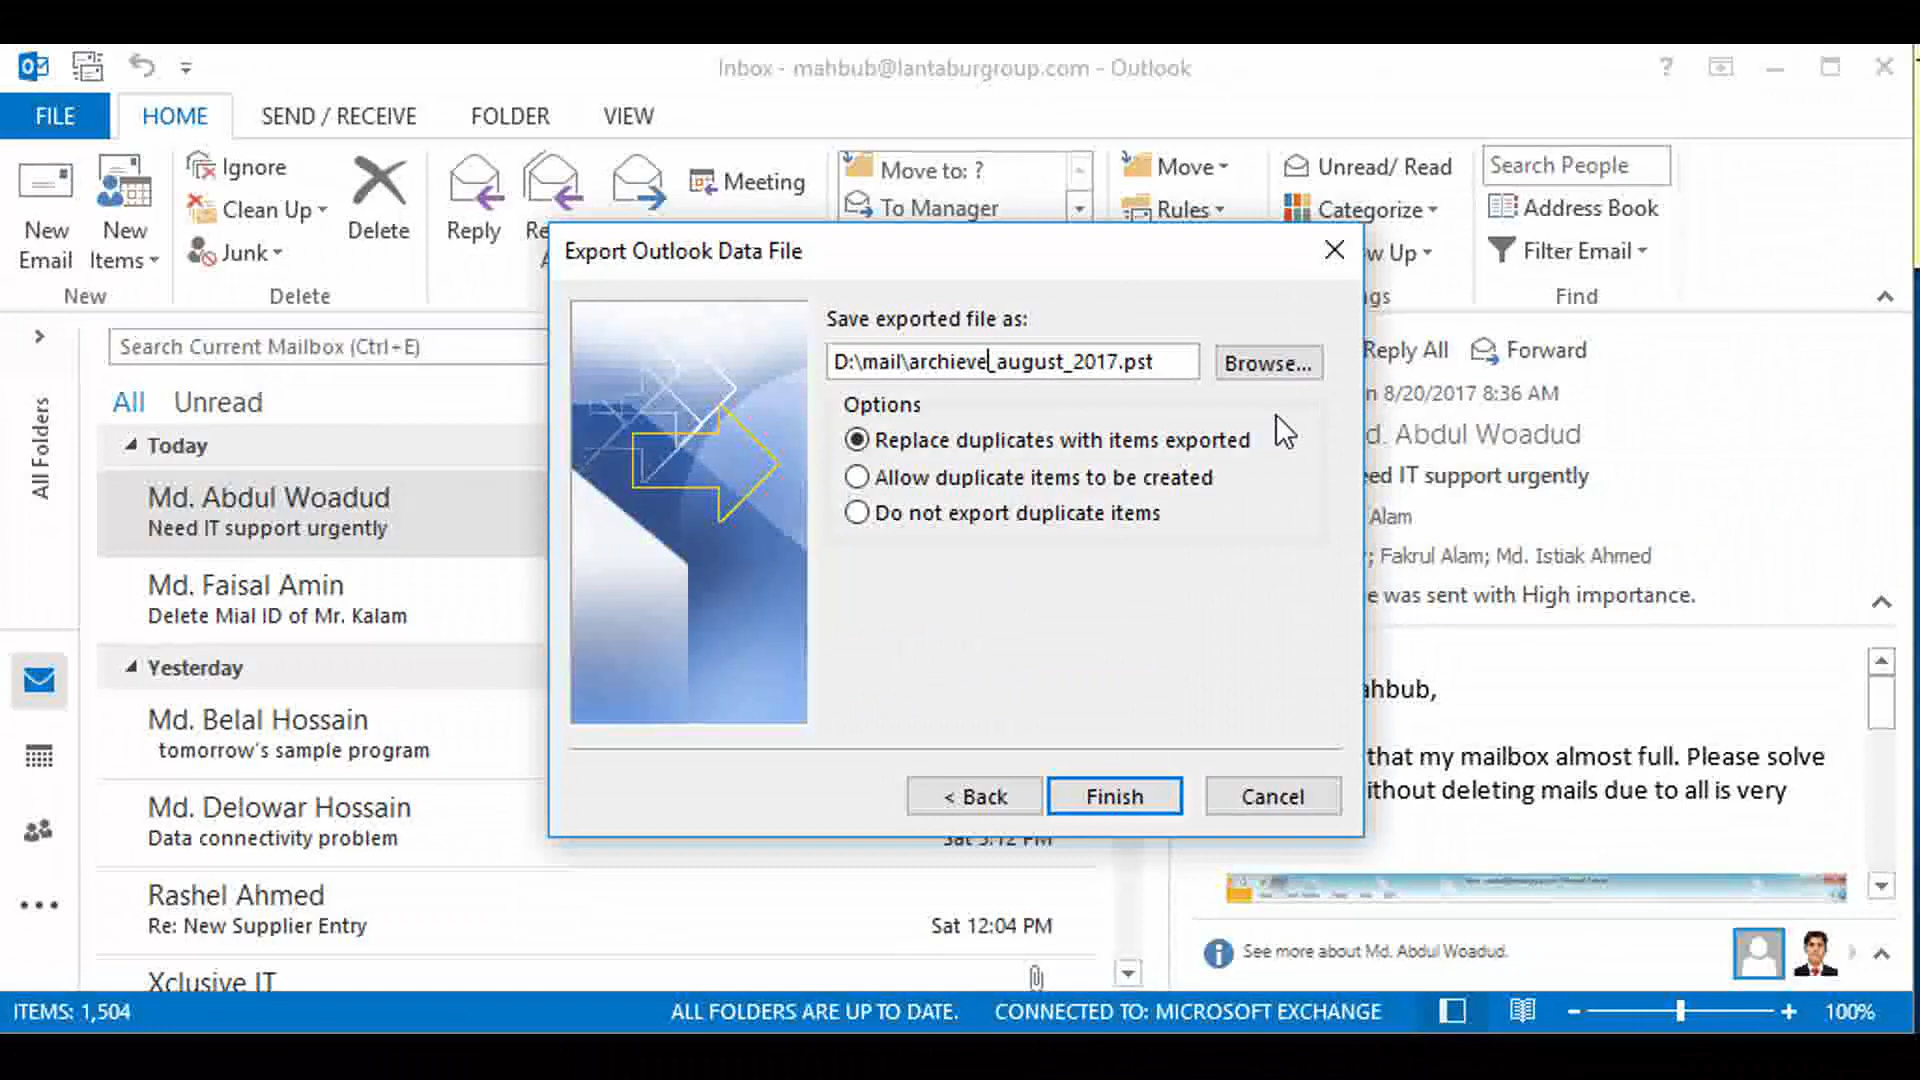 Inbox - mahbub@lantaburgroup.com - Outlook
FILE HOME SEND / RECEIVE FOLDER VIEW
New Email
New Items
Ignore
Clean Up
Junk
Delete
Reply
Meeting
Move to: ?
To Manager
Move
Rules
Unread/ Read
Categorize
Up
Search People
Address Book
Filter Email
New
Delete
Find
All Folders
Search Current Mailbox (Ctrl+E)
All Unread
Today
Md. Abdul Woadud
Need IT support urgently
Md. Faisal Amin
Delete Mial ID of Mr. Kalam
Yesterday
Md. Belal Hossain
tomorrow's sample program
Md. Delowar Hossain
Data connectivity problem
Rashel Ahmed
Re: New Supplier Entry Sat 12:04 PM
Xclusive IT
Export Outlook Data File
Save exported file as:
D:\mail\archieve_august_2017.pst
Browse...
Options
Replace duplicates with items exported
Allow duplicate items to be created
Do not export duplicate items
< Back Finish Cancel
Reply All Forward
8/20/2017 8:36 AM
d. Abdul Woadud
eed IT support urgently
Alam
; Fakrul Alam; Md. Istiak Ahmed
e was sent with High importance.
ahbub,
that my mailbox almost full. Please solve
ithout deleting mails due to all is very
See more about Md. Abdul Woadud.
ITEMS: 1,504
ALL FOLDERS ARE UP TO DATE. CONNECTED TO: MICROSOFT EXCHANGE
100%